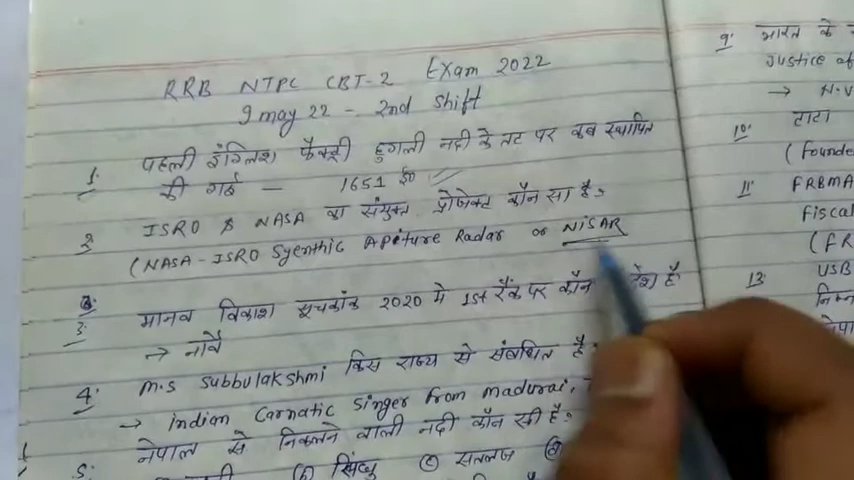 RRB NTPC CBT-2 Exam 2022
9 may 22 - 2nd shift
1. पहली इंग्लिश फैक्ट्री हुगली नदी के तट पर कब स्थापित
की गई — 1651 ई०
2. ISRO & NASA का संयुक्त प्रोजेक्ट कौन सा है?
(NASA-ISRO Syenthic Apiture Radar or NISAR
3. मानव विकाश सूचकांक 2020 मे 1st रैंक पर कौन देश है
→ नार्वे
4. M.S Subbulakshmi किस राज्य से संबंधित है
→ indian Carnatic Singer from madurai,
5. नेपाल से निकलने वाली नदी कौन सी है?
(b) सिंधु (c) सतलज
9. भारत के
Justice of
→ N.V
10. टाटा
(founde
11. FRBMA
Fiscal
(FR
13. USB
निम्न